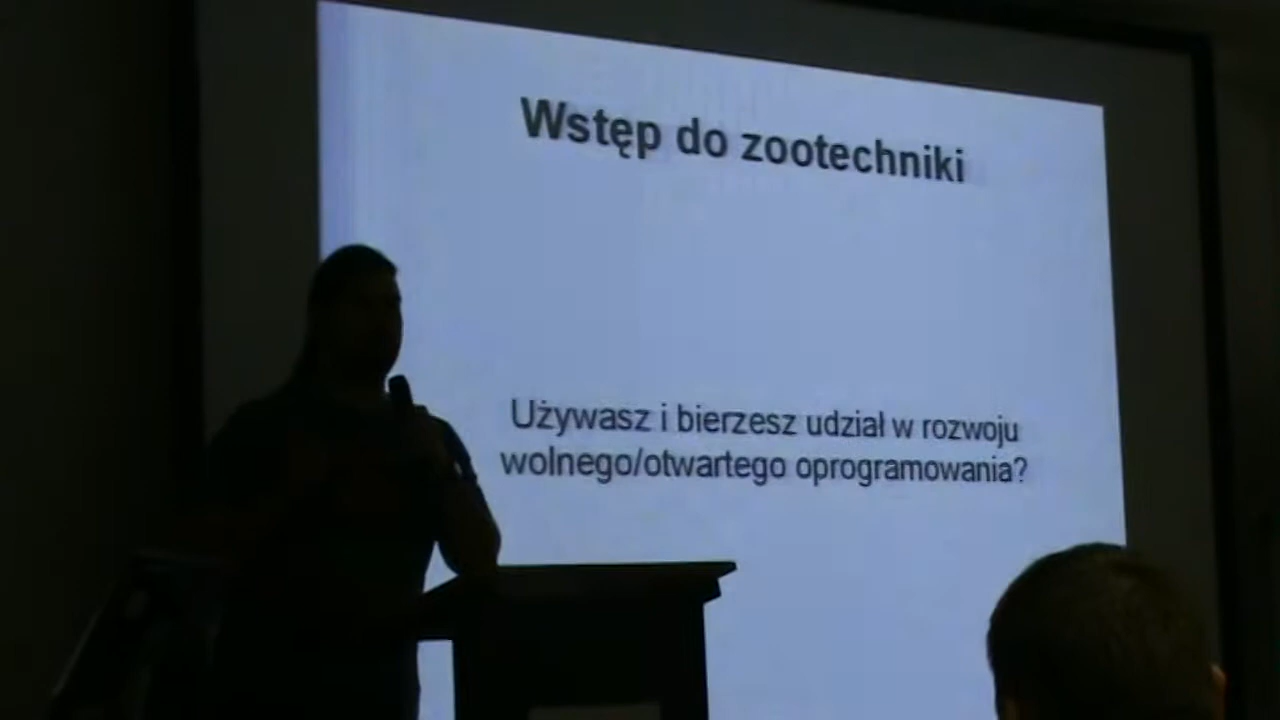 Wstęp do zootechniki
Używasz i bierzesz udział w rozwoju
wolnego/otwartego oprogramowania?